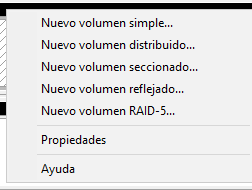 Nuevo volumen simple...
Nuevo volumen distribuido...
Nuevo volumen seccionado...
Nuevo volumen reflejado...
Nuevo volumen RAID-5...
Propiedades
Ayuda